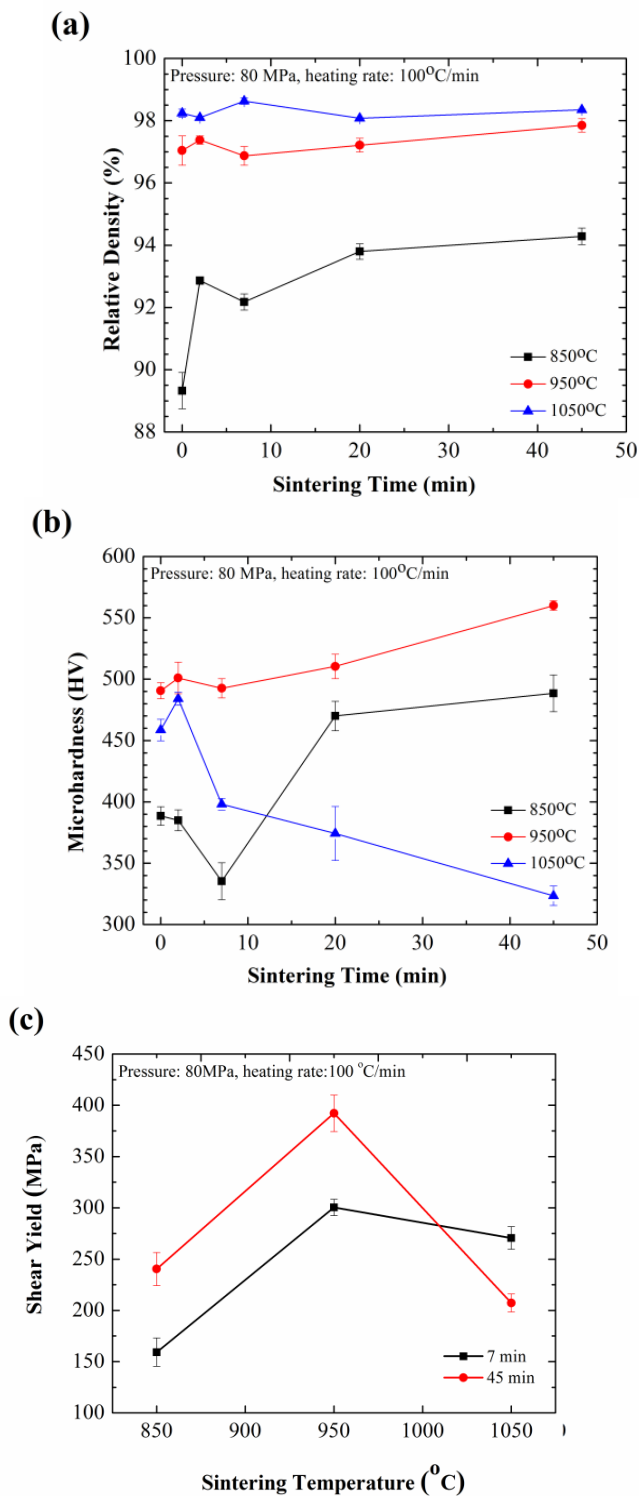 (a)
Pressure: 80 MPa, heating rate: 100°C/min
100
98
96
94
92
90
88
Relative Density (%)
850°C
950°C
1050°C
0 10 20 30 40 50
Sintering Time (min)
(b)
Pressure: 80 MPa, heating rate: 100°C/min
600
550
500
450
400
350
300
Microhardness (HV)
850°C
950°C
1050°C
0 10 20 30 40 50
Sintering Time (min)
(c)
Pressure: 80MPa, heating rate:100 °C/min
450
400
350
300
250
200
150
100
Shear Yield (MPa)
7 min
45 min
850 900 950 1000 1050
Sintering Temperature (°C)